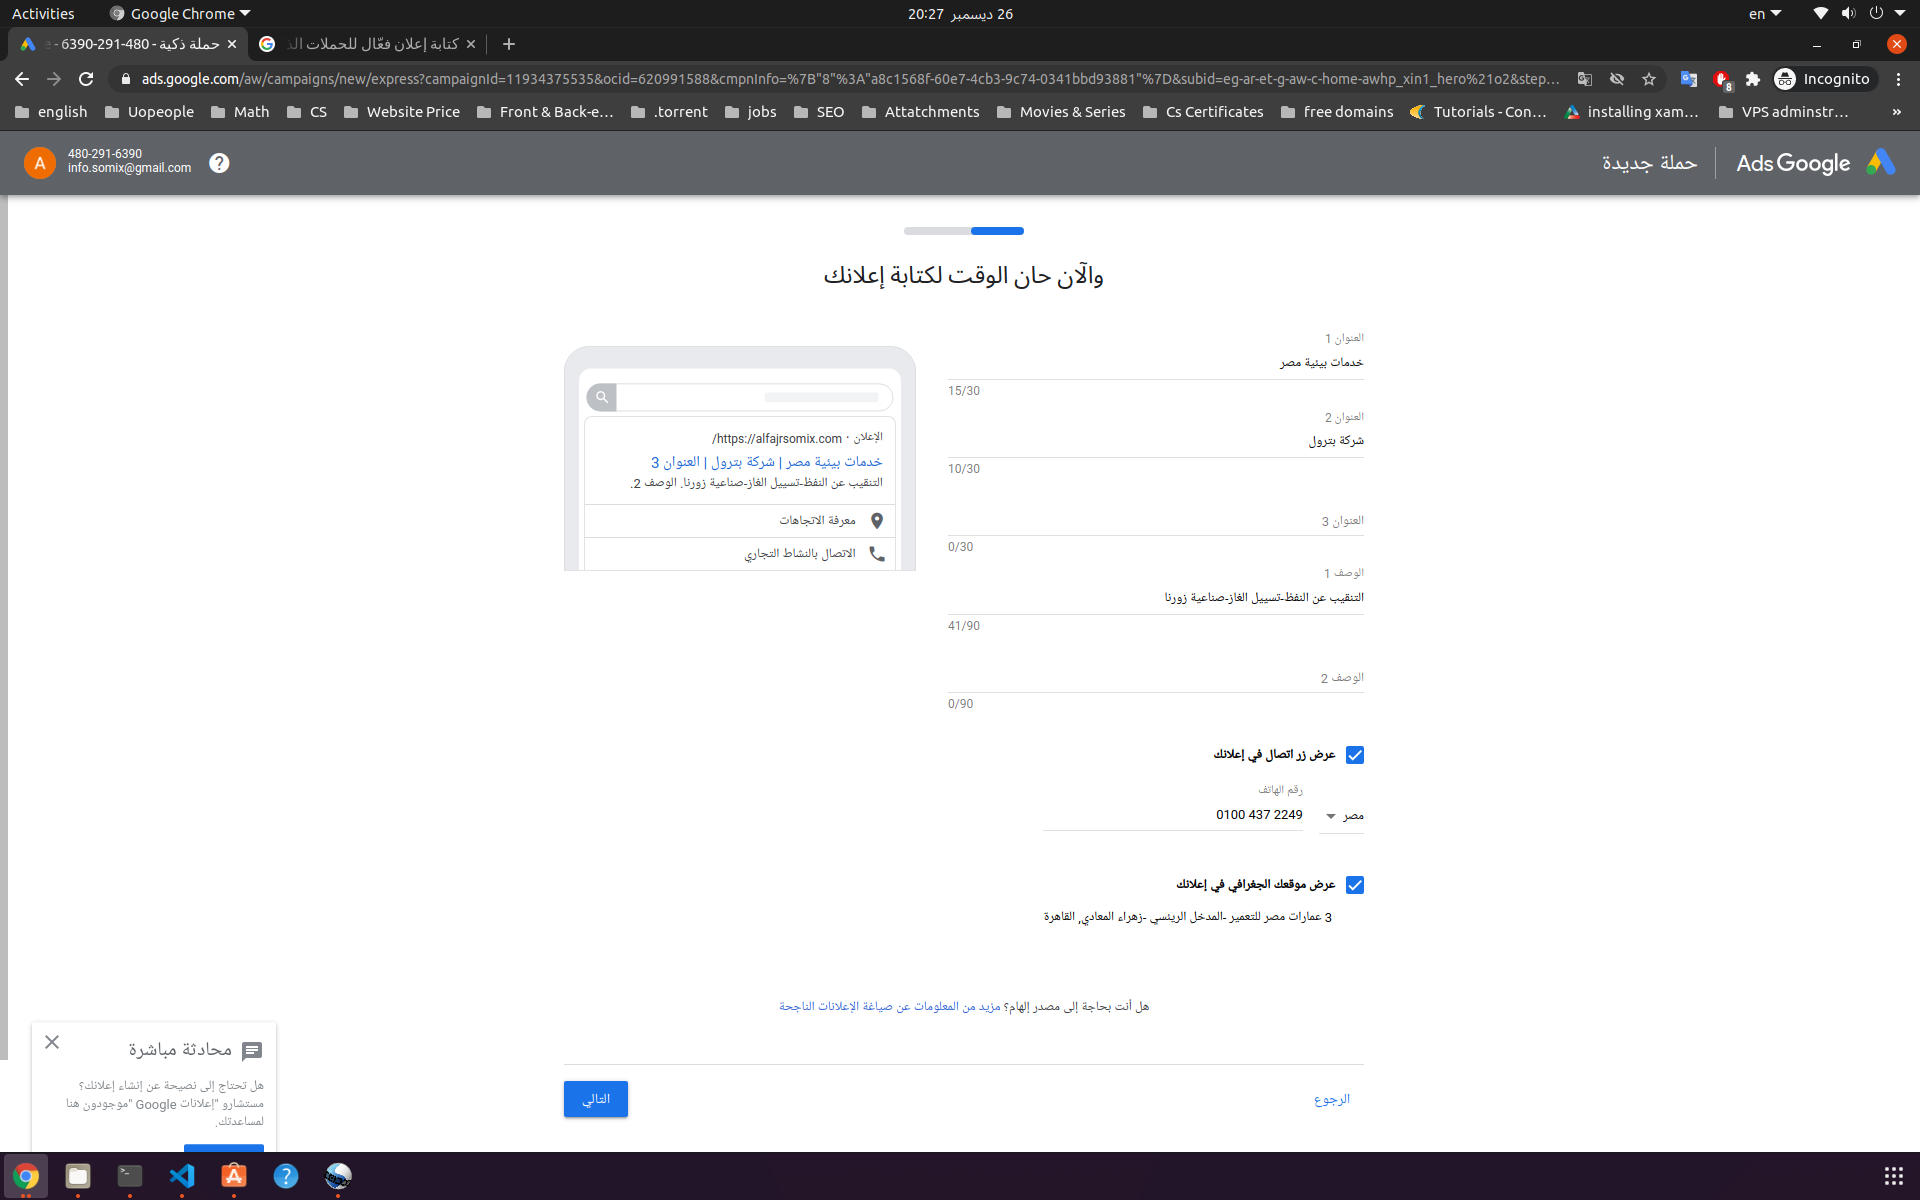 Activities
Google Chrome
26 ديسمبر 20:27
en
حملة ذكية - 480-291-6390 - e
كتابة إعلان فعّال للحملات الذ
ads.google.com/aw/campaigns/new/express?campaignId=11934375535&ocid=620991588&cmpnInfo=%7B"8"%3A"a8c1568f-60e7-4cb3-9c74-0341bbd93881"%7D&subid=eg-ar-et-g-aw-c-home-awhp_xin1_hero%21o2&step...
8
Incognito
english
Uopeople
Math
CS
Website Price
Front & Back-e...
.torrent
jobs
SEO
Attatchments
Movies & Series
Cs Certificates
free domains
Tutorials - Con...
installing xam...
VPS adminstr...
»
Ads Google
حملة جديدة
A
480-291-6390
info.somix@gmail.com
?
والآن حان الوقت لكتابة إعلانك
العنوان 1
خدمات بيئية مصر
15/30
العنوان 2
شركة بترول
10/30
العنوان 3
0/30
الوصف 1
التنقيب عن النفظ-تسييل الغاز-صناعية زورنا
41/90
الوصف 2
0/90
عرض زر اتصال في إعلانك
رقم الهاتف
مصر
0100 437 2249
عرض موقعك الجغرافي في إعلانك
3 عمارات مصر للتعمير -المدخل الرينسي -زهراء المعادي, القاهرة
الإعلان · https://alfajrsomix.com/
خدمات بيئية مصر | شركة بترول | العنوان 3
التنقيب عن النفظ-تسييل الغاز-صناعية زورنا. الوصف 2.
معرفة الاتجاهات
الاتصال بالنشاط التجاري
هل أنت بحاجة إلى مصدر إلهام؟ مزيد من المعلومات عن صياغة الإعلانات الناجحة
الرجوع
التالي
محادثة مباشرة
هل تحتاج إلى نصيحة عن إنشاء إعلانك؟
مستشارو "إعلانات Google" موجودون هنا
لمساعدتك.